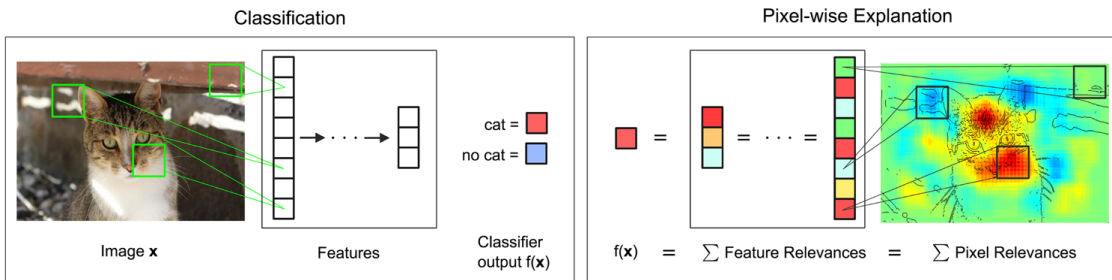 Classification
Pixel-wise Explanation
cat =
no cat =
= = · · · =
Image x
Features
Classifier
output f(x)
f(x) = ∑ Feature Relevances = ∑ Pixel Relevances